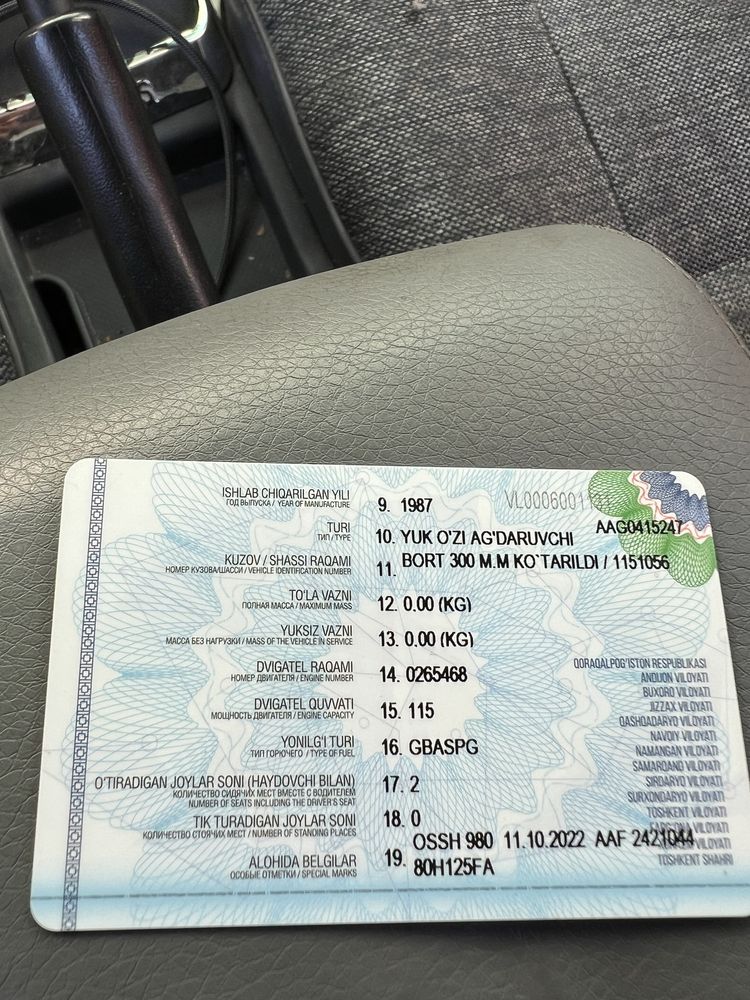 VL0006001
AAG0415247
ISHLAB CHIQARILGAN YILI 9. 1987
ГОД ВЫПУСКА / YEAR OF MANUFACTURE
TURI 10. YUK O'ZI AG'DARUVCHI
ТИП / TYPE
KUZOV / SHASSI RAQAMI 11. BORT 300 M.M KO`TARILDI / 1151056
НОМЕР КУЗОВА/ШАССИ / VEHICLE IDENTIFICATION NUMBER
TO'LA VAZNI 12. 0.00 (KG)
ПОЛНАЯ МАССА / MAXIMUM MASS
YUKSIZ VAZNI 13. 0.00 (KG)
МАССА БЕЗ НАГРУЗКИ / MASS OF THE VEHICLE IN SERVICE
DVIGATEL RAQAMI 14. 0265468
НОМЕР ДВИГАТЕЛЯ / ENGINE NUMBER
DVIGATEL QUVVATI 15. 115
МОЩНОСТЬ ДВИГАТЕЛЯ / ENGINE CAPACITY
YONILG'I TURI 16. GBASPG
ТИП ГОРЮЧЕГО / TYPE OF FUEL
O'TIRADIGAN JOYLAR SONI (HAYDOVCHI BILAN) 17. 2
КОЛИЧЕСТВО СИДЯЧИХ МЕСТ ВМЕСТЕ С ВОДИТЕЛЕМ
NUMBER OF SEATS INCLUDING THE DRIVER'S SEAT
TIK TURADIGAN JOYLAR SONI 18. 0
КОЛИЧЕСТВО СТОЯЧИХ МЕСТ / NUMBER OF STANDING PLACES
ALOHIDA BELGILAR 19. OSSH 980 11.10.2022 AAF 2421044
80H125FA
ОСОБЫЕ ОТМЕТКИ / SPECIAL MARKS
QORAQALPOG'ISTON RESPUBLIKASI
ANDIJON VILOYATI
BUXORO VILOYATI
JIZZAX VILOYATI
QASHQADARYO VILOYATI
NAVOIY VILOYATI
NAMANGAN VILOYATI
SAMARQAND VILOYATI
SIRDARYO VILOYATI
SURXONDARYO VILOYATI
TOSHKENT VILOYATI
VILOYATI
VILOYATI
TOSHKENT SHAHRI